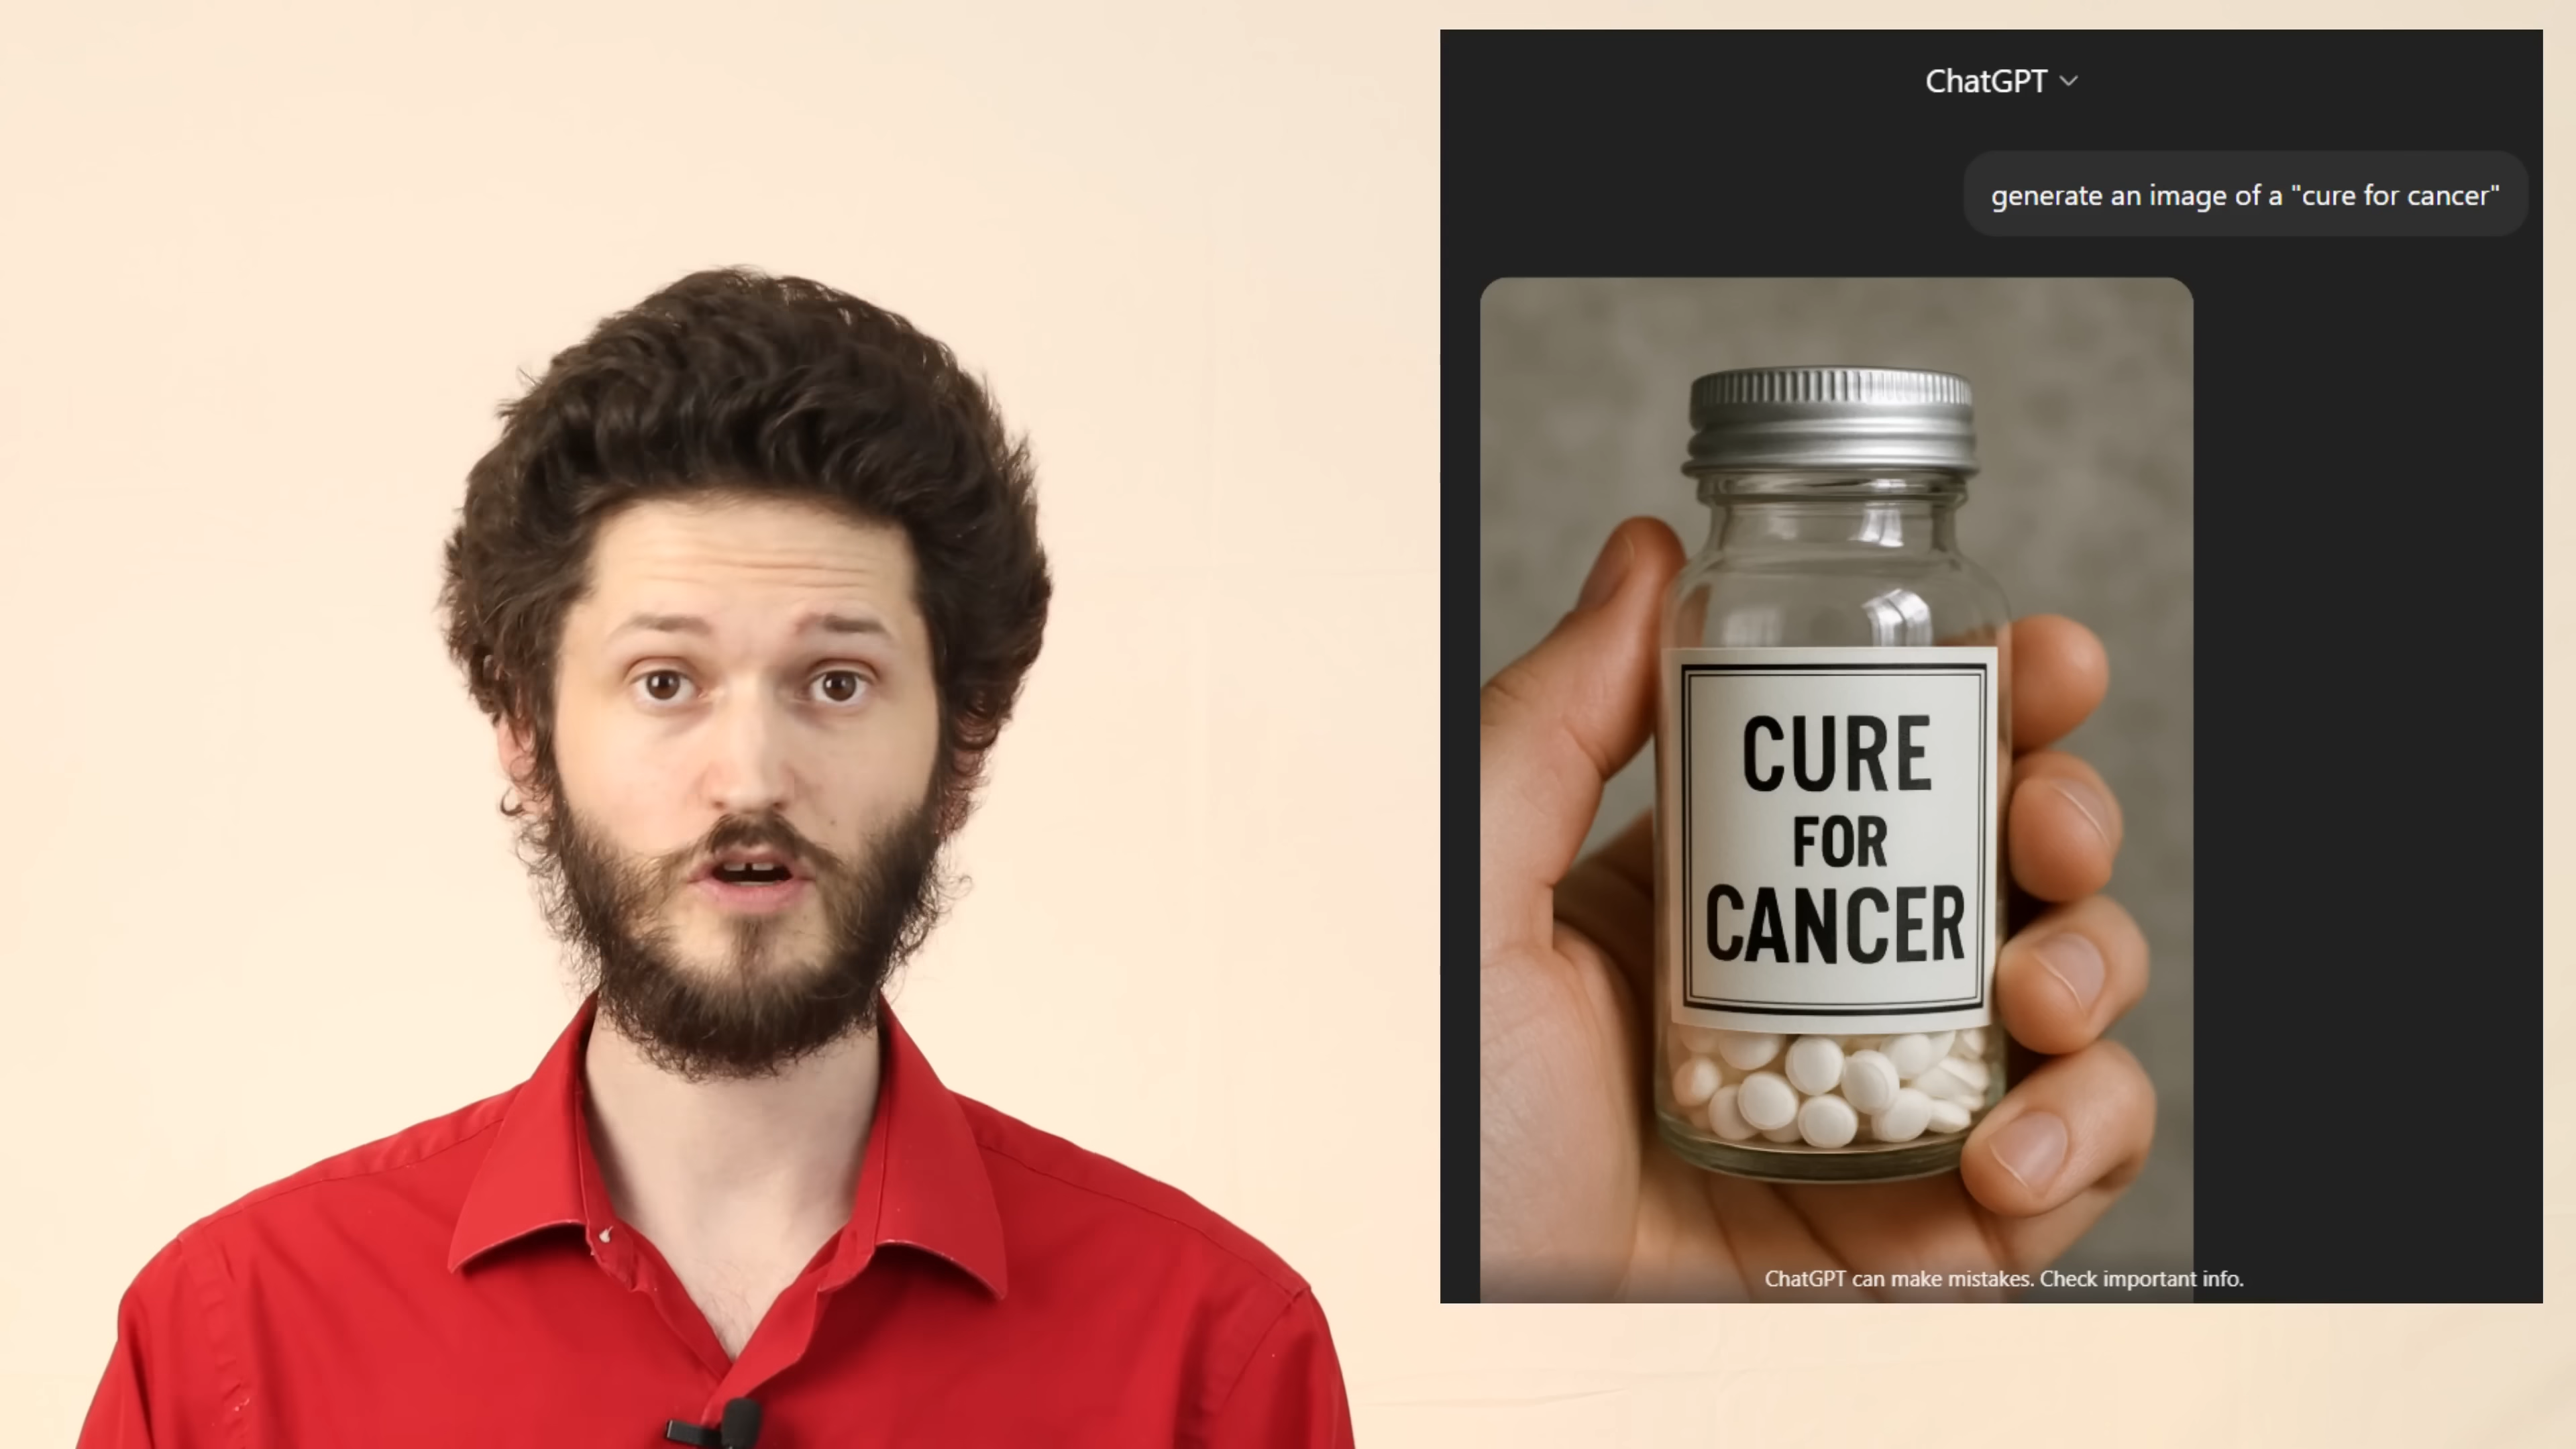 ChatGPT
generate an image of a "cure for cancer"
CURE
FOR
CANCER
ChatGPT can make mistakes. Check important info.